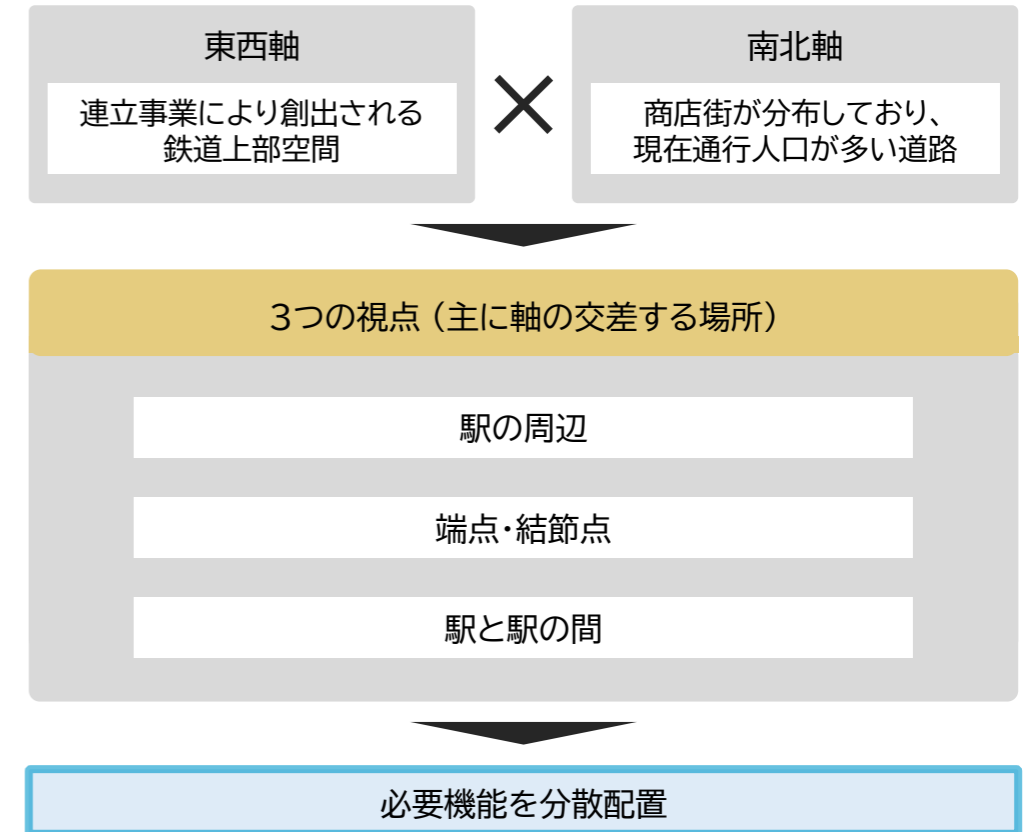 東西軸
連立事業により創出される
鉄道上部空間
×
南北軸
商店街が分布しており、
現在通行人口が多い道路
3つの視点（主に軸の交差する場所）
駅の周辺
端点・結節点
駅と駅の間
必要機能を分散配置